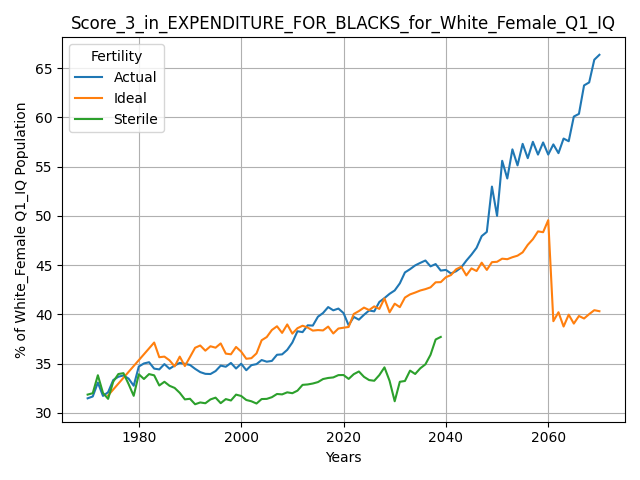 Score_3_in_EXPENDITURE_FOR_BLACKS_for_White_Female_Q1_IQ
Fertility
Actual
Ideal
Sterile
% of White_Female Q1_IQ Population
65
60
55
50
45
40
35
30
1980
2000
2020
2040
2060
Years